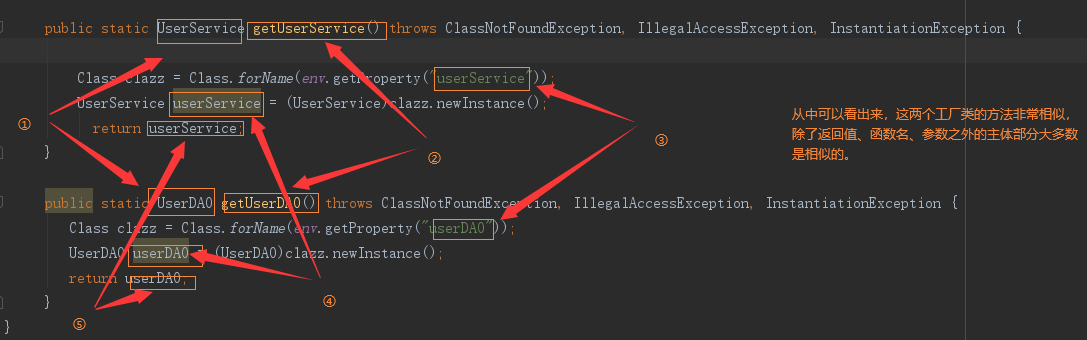 public static UserService getUserService() throws ClassNotFoundException, IllegalAccessException, InstantiationException {
Class clazz = Class.forName(env.getProperty("userService"));
UserService userService = (UserService)clazz.newInstance();
return userService;
}
①
②
③
从中可以看出来，这两个工厂类的方法非常相似，
除了返回值、函数名、参数之外的主体部分大多数
是相似的。
public static UserDAO getUserDAO() throws ClassNotFoundException, IllegalAccessException, InstantiationException {
Class clazz = Class.forName(env.getProperty("userDAO"));
UserDAO userDAO = (UserDAO)clazz.newInstance();
return userDAO;
}
④
⑤
}